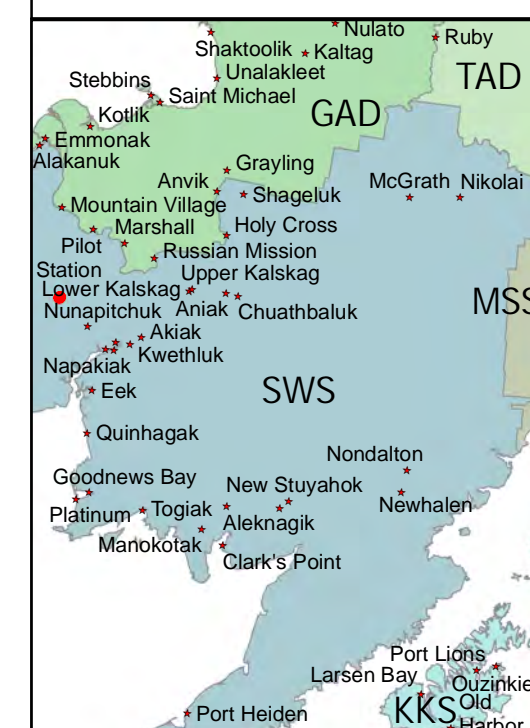 Nulato
Ruby
Shaktoolik
Kaltag
Unalakleet
TAD
Stebbins
Saint Michael
GAD
Kotlik
Emmonak
Alakanuk
Grayling
Anvik
McGrath
Nikolai
Shageluk
Mountain Village
Marshall
Holy Cross
Pilot
Station
Russian Mission
Upper Kalskag
Lower Kalskag
Aniak
Chuathbaluk
MSS
Nunapitchuk
Akiak
Kwethluk
Napakiak
Eek
SWS
Quinhagak
Nondalton
Goodnews Bay
New Stuyahok
Newhalen
Platinum
Togiak
Aleknagik
Manokotak
Clark's Point
Port Lions
Larsen Bay
Ouzinkie
Port Heiden
KKS
Old
Harbor